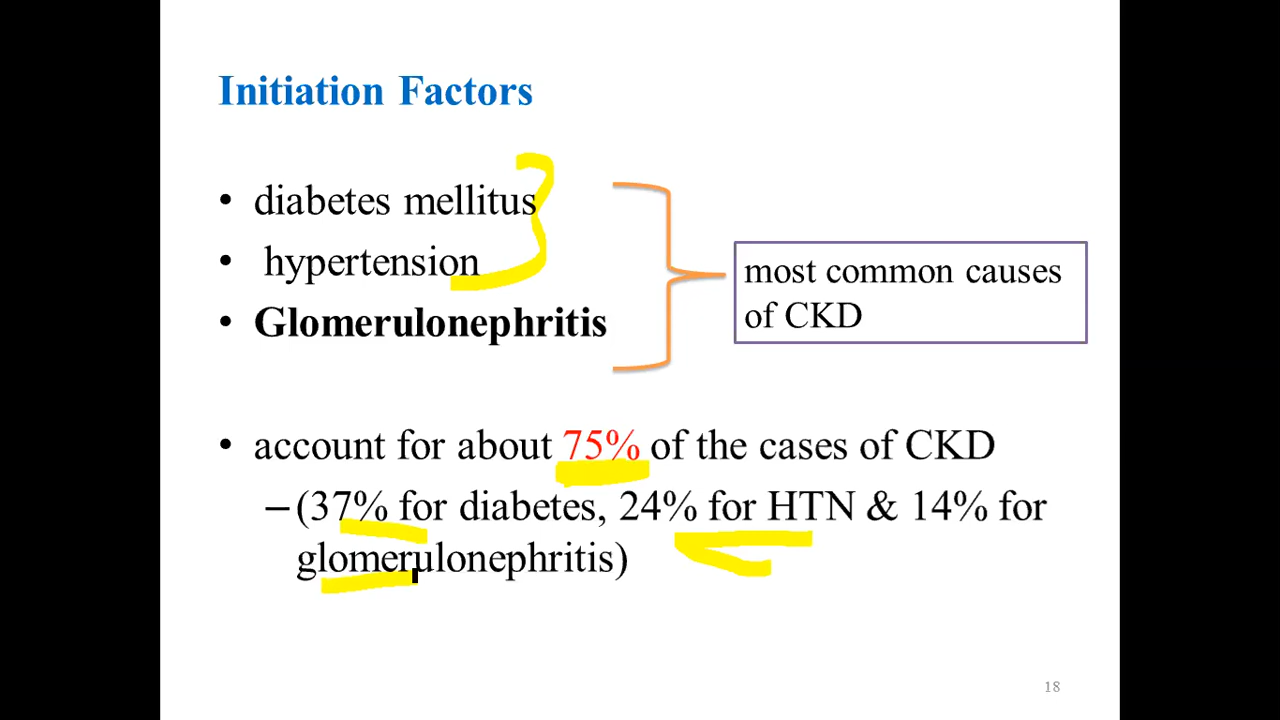 Initiation Factors
• diabetes mellitus
• hypertension
• Glomerulonephritis
most common causes
of CKD
• account for about 75% of the cases of CKD
–(37% for diabetes, 24% for HTN & 14% for
glomerulonephritis)
18